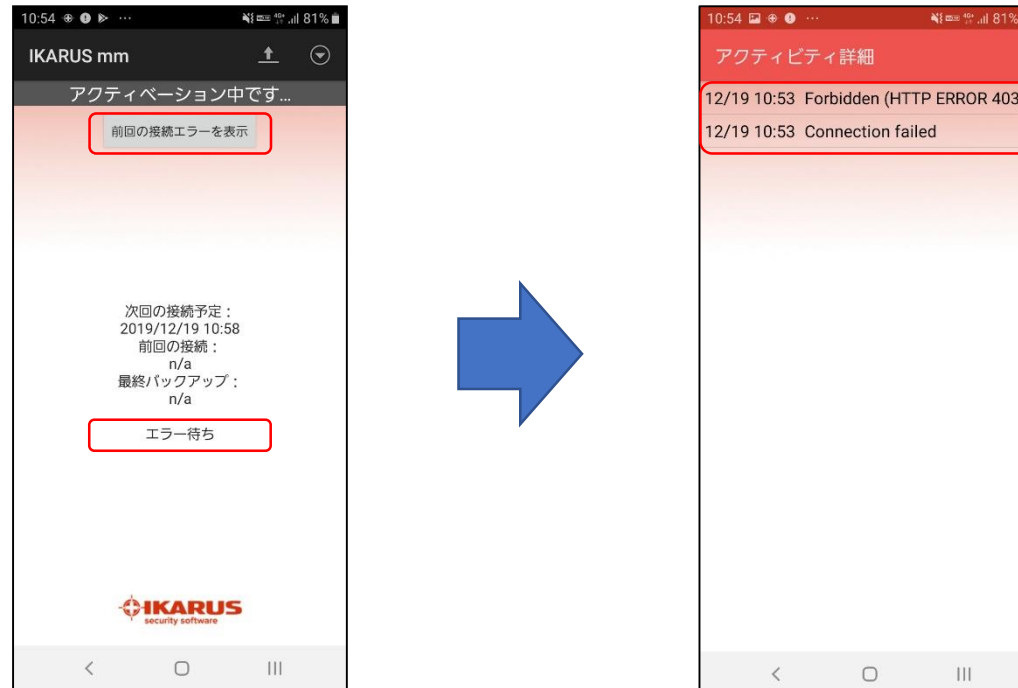 10:54 ... 81%
IKARUS mm
アクティベーション中です...
前回の接続エラーを表示
次回の接続予定：
2019/12/19 10:58
前回の接続：
n/a
最終バックアップ：
n/a
エラー待ち
IKARUS
security software
10:54 ... 81%
アクティビティ詳細
12/19 10:53 Forbidden (HTTP ERROR 403
12/19 10:53 Connection failed